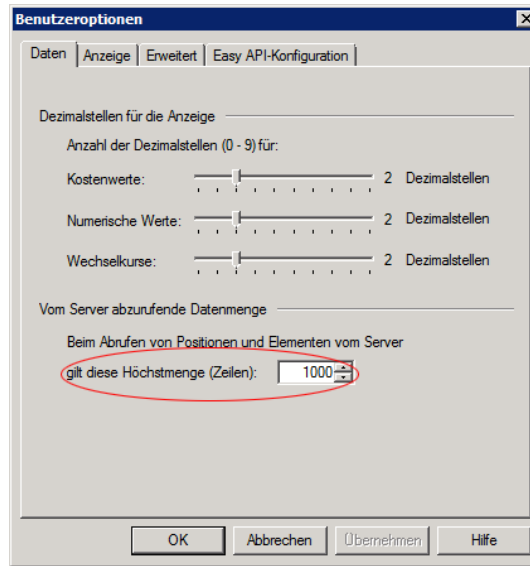 Benutzeroptionen
Daten Anzeige Erweitert Easy API-Konfiguration
Dezimalstellen für die Anzeige
Anzahl der Dezimalstellen (0 - 9) für:
Kostenwerte: 2 Dezimalstellen
Numerische Werte: 2 Dezimalstellen
Wechselkurse: 2 Dezimalstellen
Vom Server abzurufende Datenmenge
Beim Abrufen von Positionen und Elementen vom Server
gilt diese Höchstmenge (Zeilen): 1000
OK Abbrechen Übernehmen Hilfe